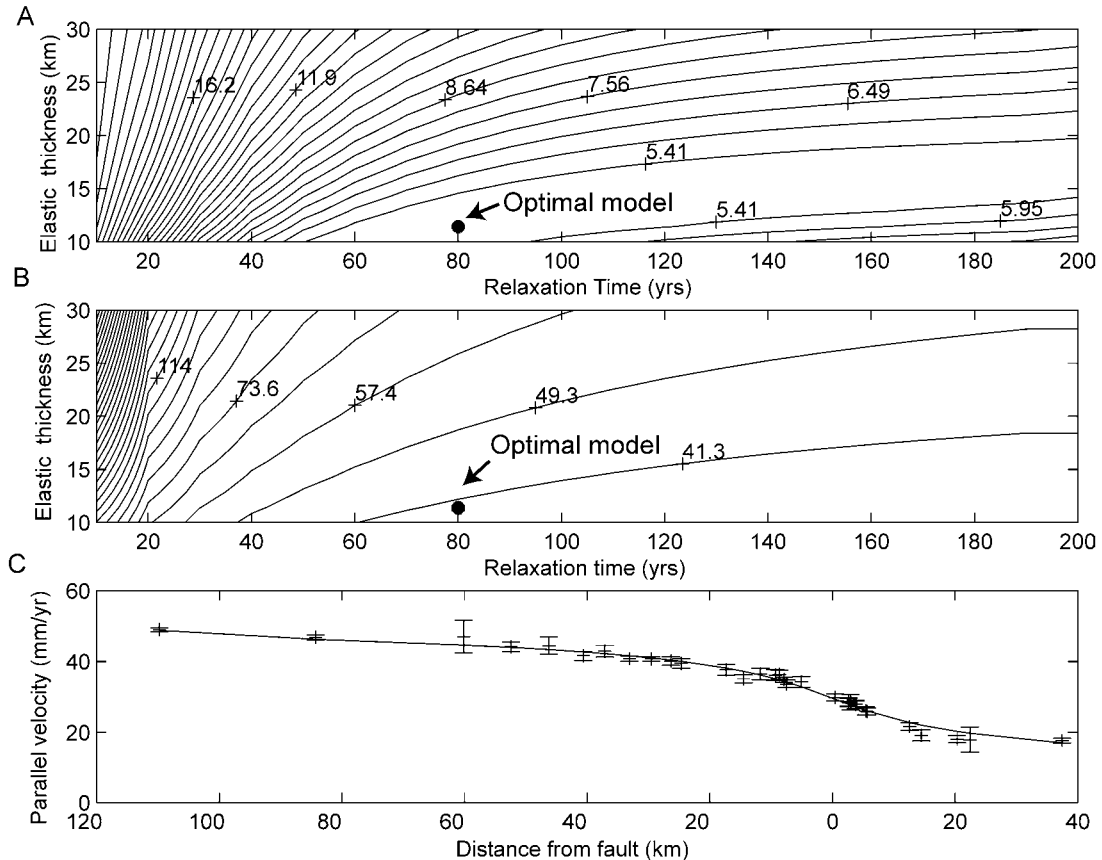 A
Elastic thickness (km)
30
25
20
15
10
16.2
11.9
8.64
7.56
6.49
5.41
5.41
5.95
Optimal model
20 40 60 80 100 120 140 160 180 200
Relaxation Time (yrs)
B
Elastic thickness (km)
30
25
20
15
10
114
73.6
57.4
49.3
41.3
Optimal model
20 40 60 80 100 120 140 160 180 200
Relaxation time (yrs)
C
Parallel velocity (mm/yr)
60
40
20
0
120 100 80 60 40 20 0 20 40
Distance from fault (km)